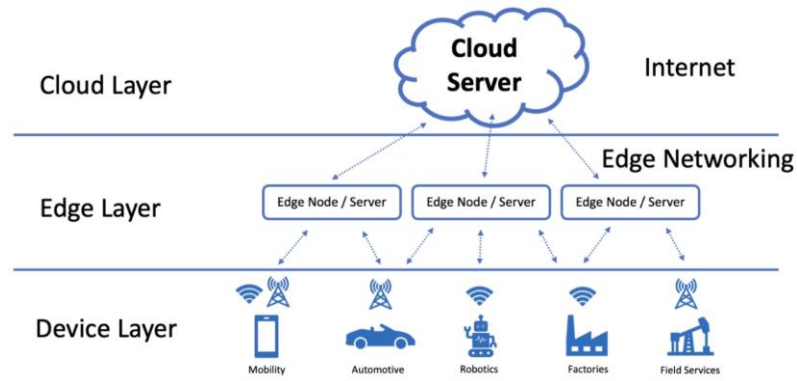 Cloud Layer
Cloud
Server
Internet
Edge Networking
Edge Layer
Edge Node / Server
Edge Node / Server
Edge Node / Server
Device Layer
Mobility
Automotive
Robotics
Factories
Field Services